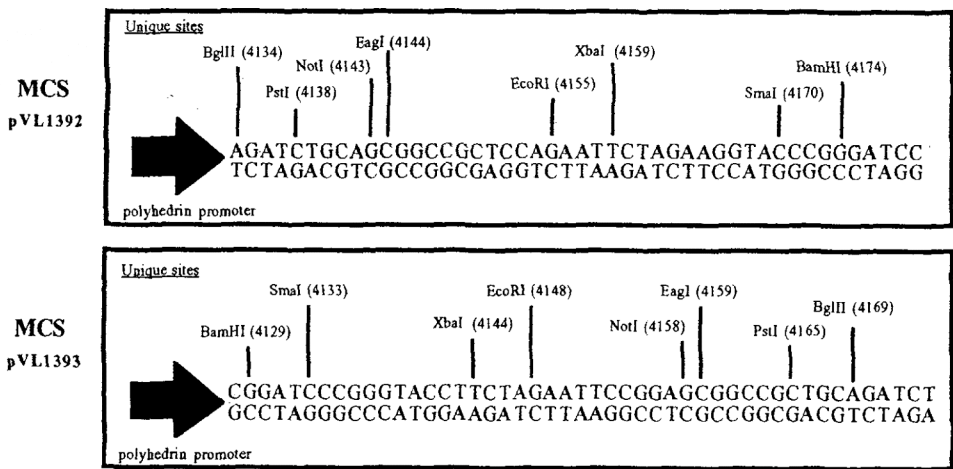 MCS
pVL1392
Unique sites
BglII (4134)
PstI (4138)
NotI (4143)
EagI (4144)
EcoRI (4155)
XbaI (4159)
SmaI (4170)
BamHI (4174)
AGATCTGCAGCGGCCGCTCCAGAATTCTAGAAGGTACCCGGGATCC
TCTAGACGTCGCCGGCGAGGTCTTAAGATCTTCCATGGGCCCTAGG
polyhedrin promoter
MCS
pVL1393
Unique sites
BamHI (4129)
SmaI (4133)
XbaI (4144)
EcoRI (4148)
NotI (4158)
EagI (4159)
PstI (4165)
BglII (4169)
CGGATCCCGGGTACCTTCTAGAATTCCGGAGCGGCCGCTGCAGATCT
GCCTAGGGCCCATGGAAGATCTTAAGGCCTCGCCGGCGACGTCTAGA
polyhedrin promoter